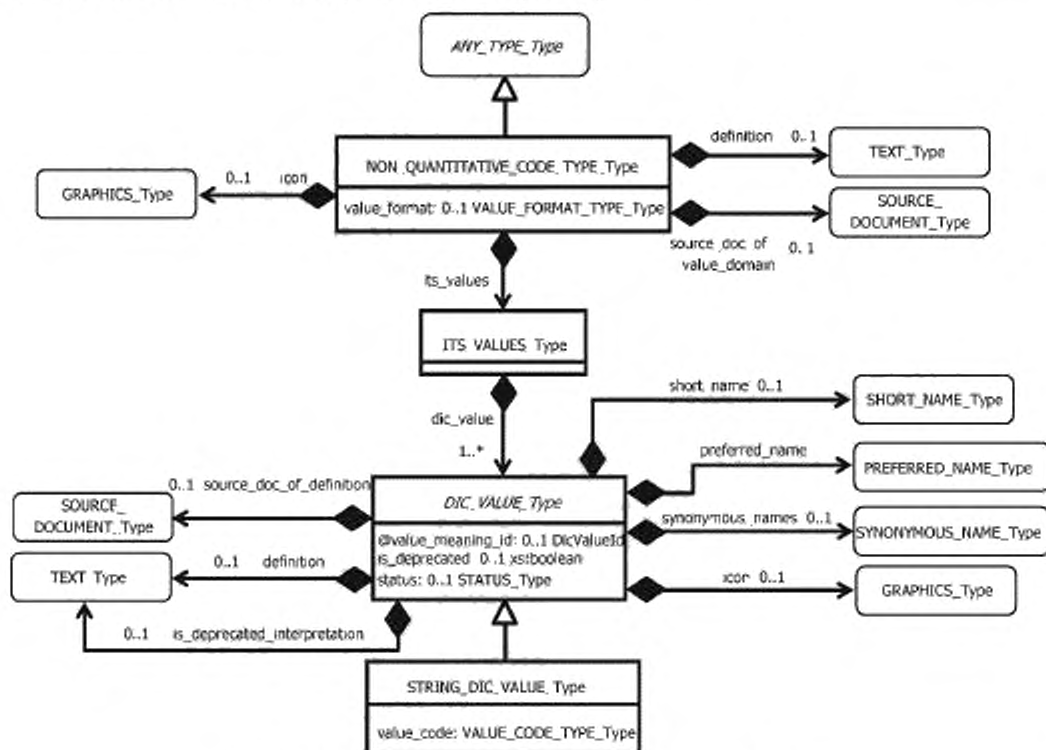 ANY_TYPE_Type
definition 0..1
TEXT_Type
NON_QUANTITATIVE_CODE_TYPE_Type
GRAPHICS_Type
0..1 icon
value_format: 0..1 VALUE_FORMAT_TYPE_Type
SOURCE_
DOCUMENT_Type
source_doc_of_
value_domain
0..1
its_values
ITS_VALUES_Type
short_name 0..1
SHORT_NAME_Type
dic_value
1..*
preferred_name
PREFERRED_NAME_Type
0..1 source_doc_of_definition
DIC_VALUE_Type
SOURCE_
DOCUMENT_Type
@value_meaning_id: 0..1 DicValueId
is_deprecated 0..1 xs:boolean
status: 0..1 STATUS_Type
synonymous_names 0..1
SYNONYMOUS_NAME_Type
TEXT_Type
0..1 definition
icon 0..1
GRAPHICS_Type
0..1 is_deprecated_interpretation
STRING_DIC_VALUE_Type
value_code: VALUE_CODE_TYPE_Type